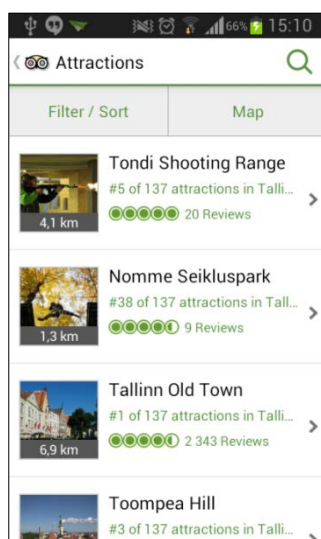 66% 15:10
Attractions
Filter / Sort Map
Tondi Shooting Range
#5 of 137 attractions in Talli...
20 Reviews
4,1 km
Nomme Seikluspark
#38 of 137 attractions in Tall...
9 Reviews
1,3 km
Tallinn Old Town
#1 of 137 attractions in Talli...
2 343 Reviews
6,9 km
Toompea Hill
#3 of 137 attractions in Talli...